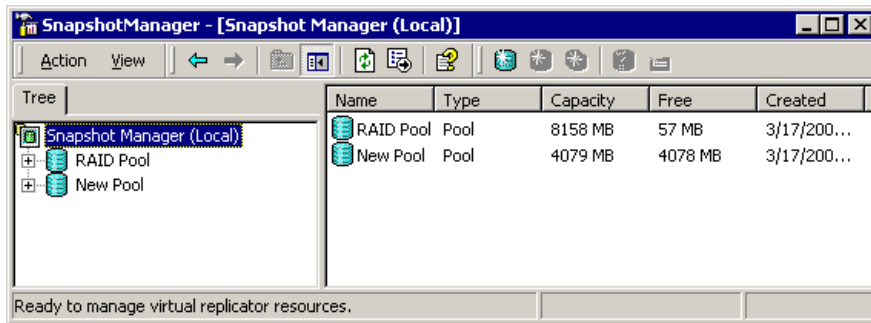 SnapshotManager - [Snapshot Manager (Local)]
Action View
Tree
Name Type Capacity Free Created
Snapshot Manager (Local)
RAID Pool
New Pool
RAID Pool Pool 8158 MB 57 MB 3/17/200...
New Pool Pool 4079 MB 4078 MB 3/17/200...
Ready to manage virtual replicator resources.